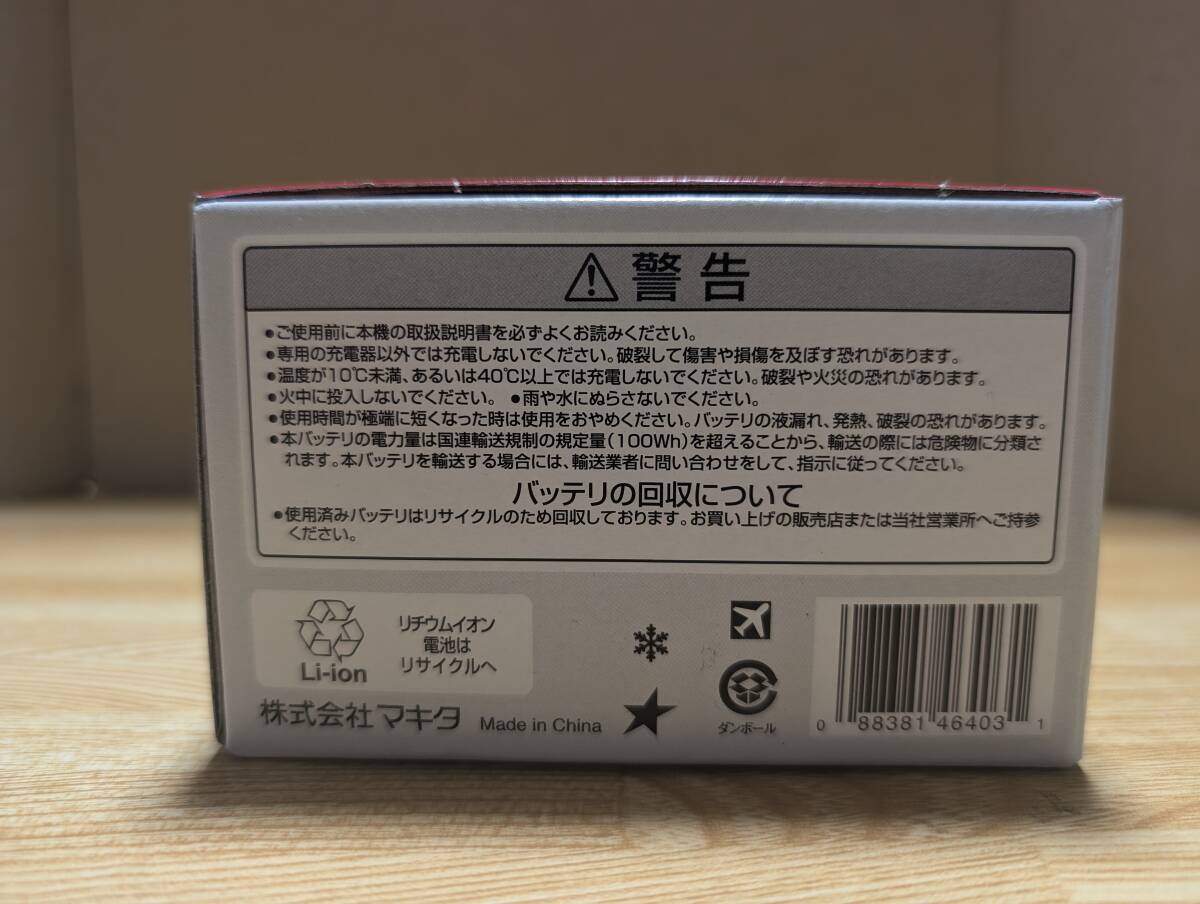 警告
●ご使用前に本機の取扱説明書を必ずよくお読みください。
●専用の充電器以外では充電しないでください。破裂して傷害や損傷を及ぼす恐れがあります。
●温度が10℃未満、あるいは40℃以上では充電しないでください。破裂や火災の恐れがあります。
●火中に投入しないでください。 ●雨や水にぬらさないでください。
●使用時間が極端に短くなった時は使用をおやめください。バッテリの液漏れ、発熱、破裂の恐れがあります。
●本バッテリの電力量は国連輸送規制の規定量(100Wh)を超えることから、輸送の際には危険物に分類さ
れます。本バッテリを輸送する場合には、輸送業者に問い合わせをして、指示に従ってください。
バッテリの回収について
●使用済みバッテリはリサイクルのため回収しております。お買い上げの販売店または当社営業所へご持参
ください。
Li-ion
リチウムイオン
電池は
リサイクルへ
株式会社マキタ Made in China
ダンボール
0 88381 46403 1